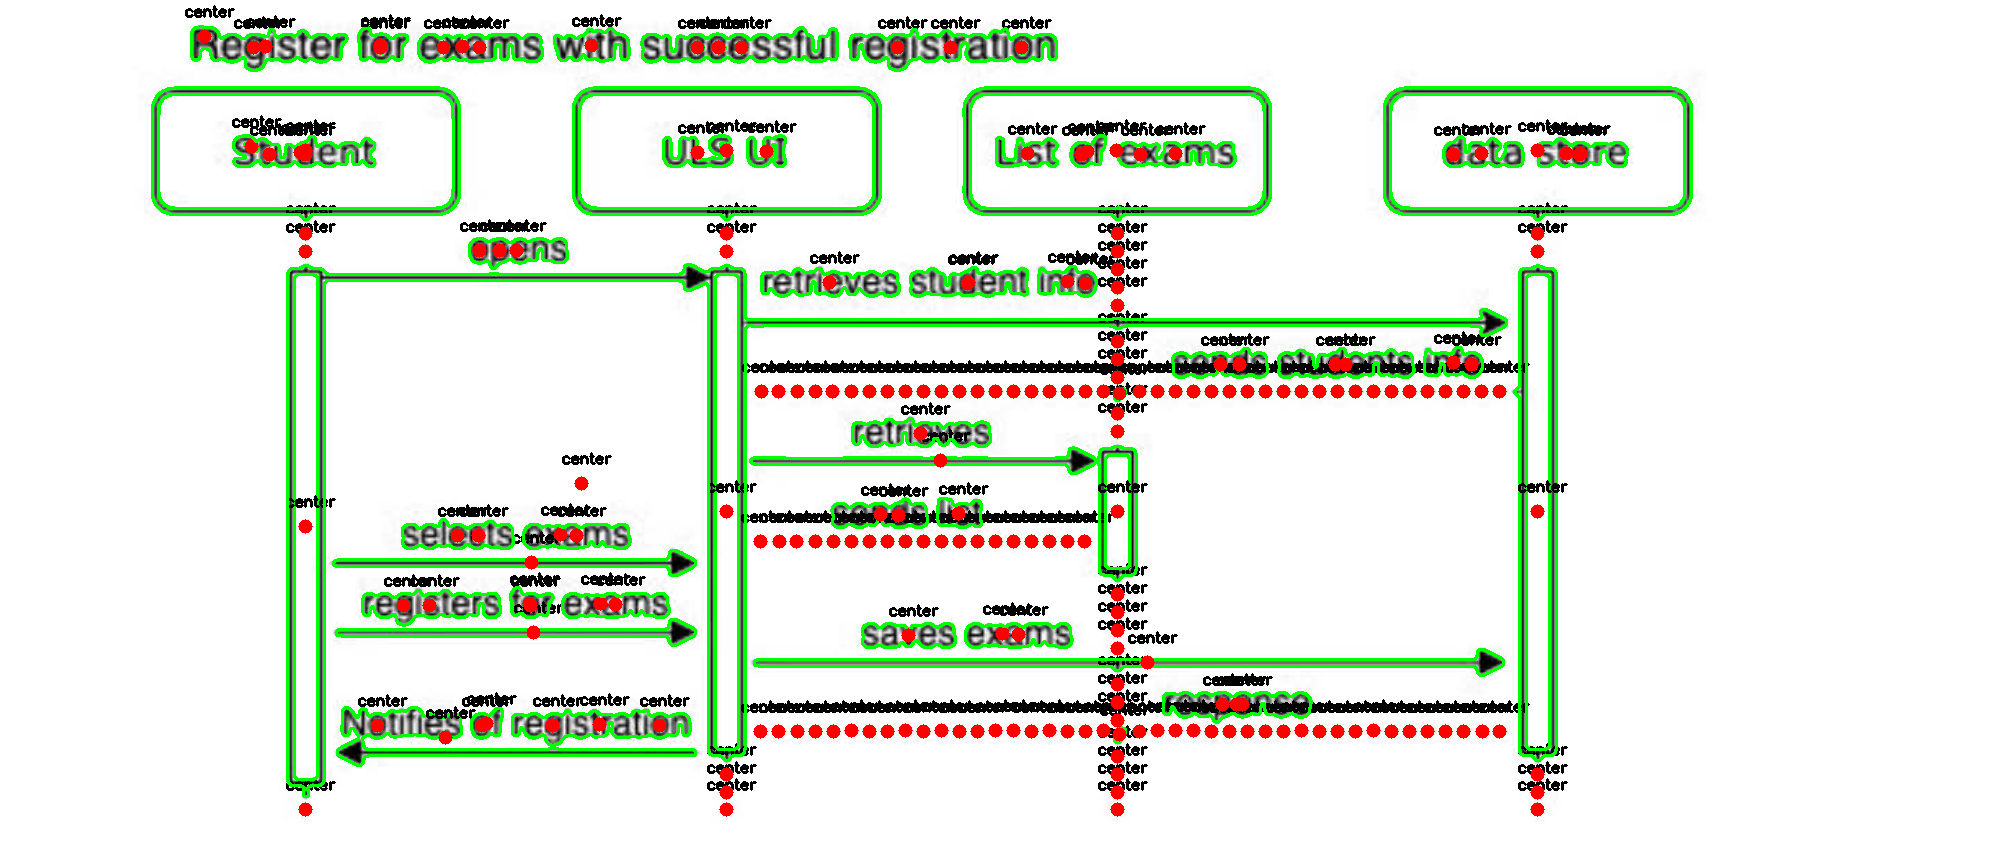 Register for exams with successful registration
Student
ULS UI
List of exams
data store
opens
retrieves student info
sends students info
retrieves
sends list
selects exams
registers for exams
saves exams
response
Notifies of registration